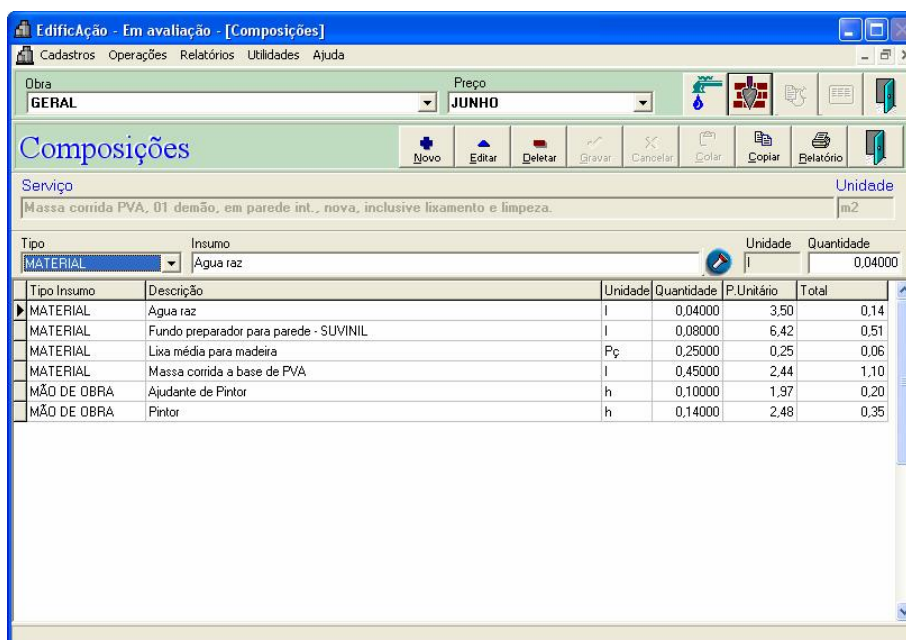 EdificAção - Em avaliação - [Composições]
Cadastros Operações Relatórios Utilidades Ajuda
Obra Preço
GERAL JUNHO
Composições
Novo Editar Deletar Gravar Cancelar Colar Copiar Relatório
Serviço Unidade
Massa corrida PVA, 01 demão, em parede int., nova, inclusive lixamento e limpeza. m2
Tipo Insumo Unidade Quantidade
MATERIAL Agua raz l 0,04000
Tipo Insumo Descrição Unidade Quantidade P.Unitário Total
MATERIAL Agua raz l 0,04000 3,50 0,14
MATERIAL Fundo preparador para parede - SUVINIL l 0,08000 6,42 0,51
MATERIAL Lixa média para madeira Pç 0,25000 0,25 0,06
MATERIAL Massa corrida a base de PVA l 0,45000 2,44 1,10
MÃO DE OBRA Ajudante de Pintor h 0,10000 1,97 0,20
MÃO DE OBRA Pintor h 0,14000 2,48 0,35